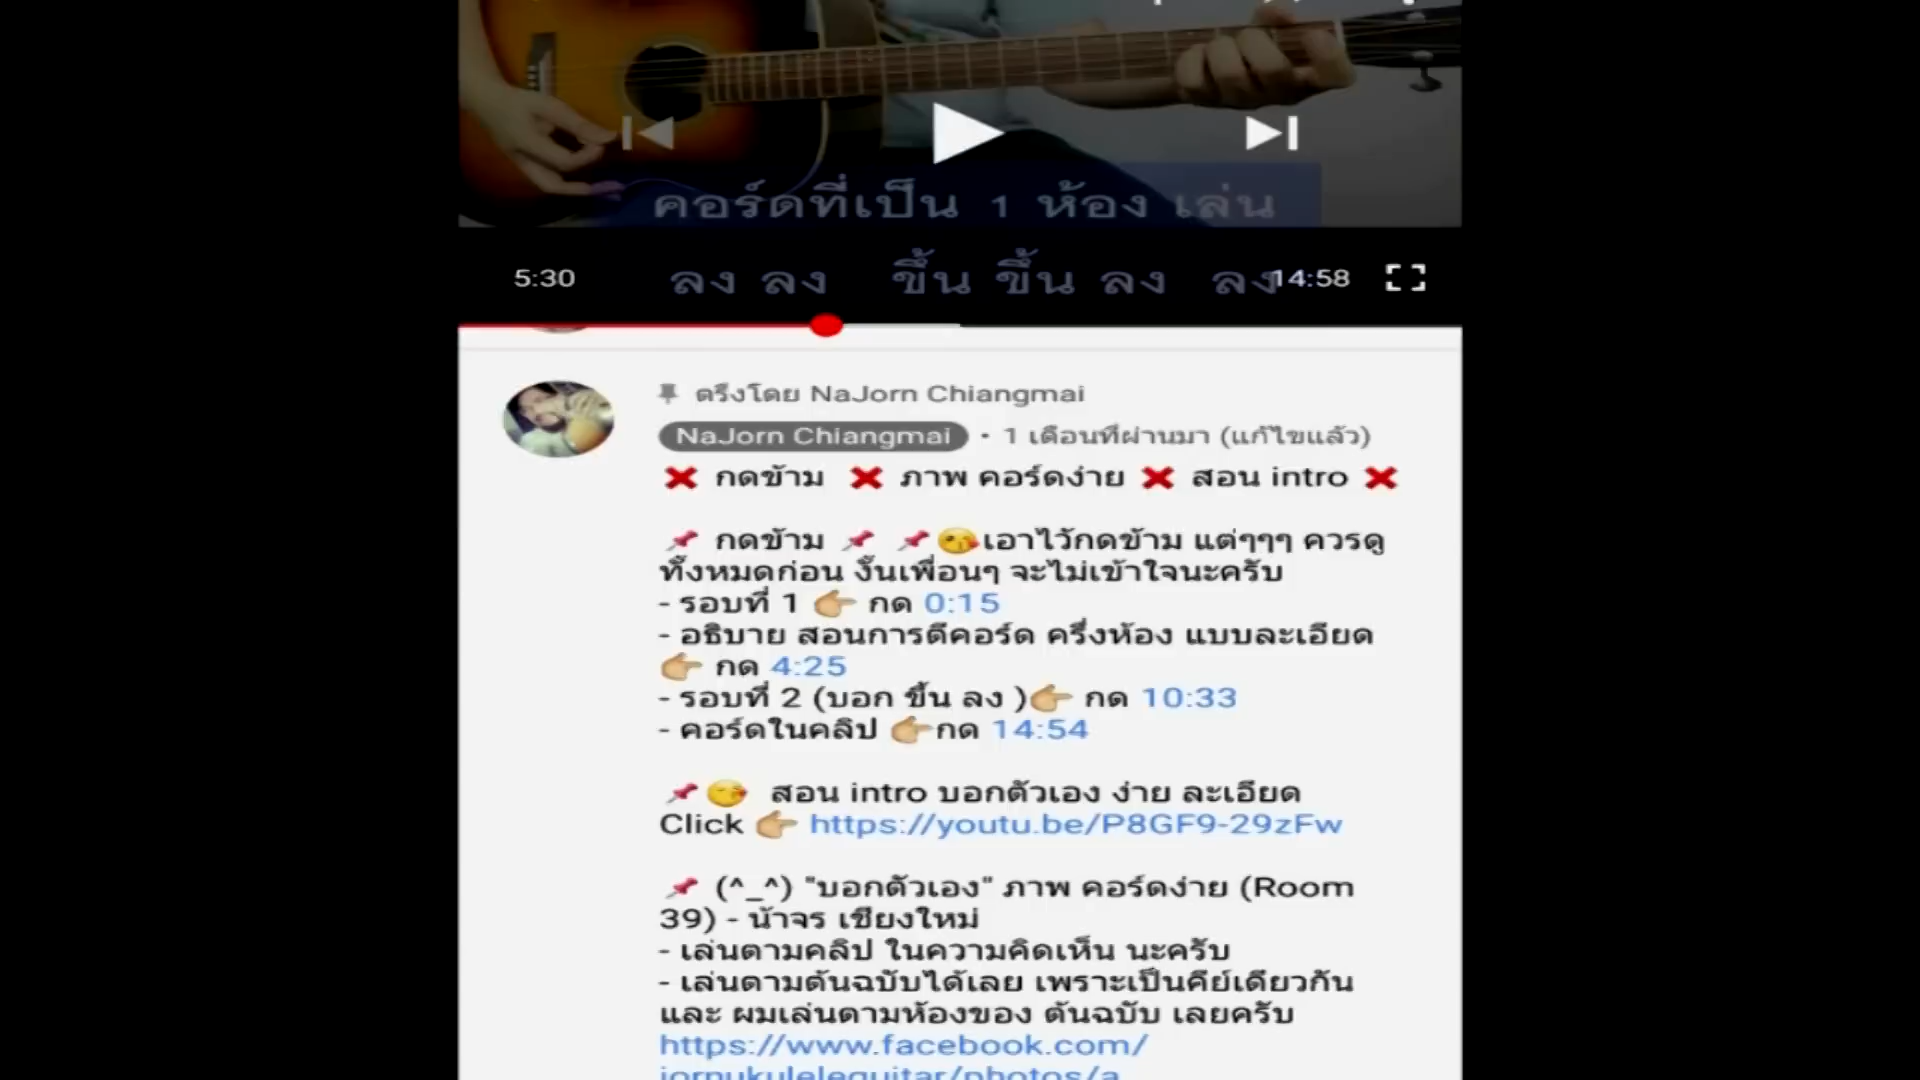 คอร์ดที่เป็น 1 ห้อง เล่น
5:30
ลง ลง ขึ้น ขึ้น ลง ลง
14:58
ตรึงโดย NaJorn Chiangmai
NaJorn Chiangmai · 1 เดือนที่ผ่านมา (แก้ไขแล้ว)
❌ กดข้าม ❌ ภาพ คอร์ดง่าย ❌ สอน intro ❌
📌 กดข้าม 📌 📌😘เอาไว้กดข้าม แต่ๆๆๆ ควรดู
ทั้งหมดก่อน งั้นเพื่อนๆ จะไม่เข้าใจนะครับ
- รอบที่ 1 👉🏼 กด 0:15
- อธิบาย สอนการตีคอร์ด ครึ่งห้อง แบบละเอียด
👉🏼 กด 4:25
- รอบที่ 2 (บอก ขึ้น ลง )👉🏼 กด 10:33
- คอร์ดในคลิป 👉🏼กด 14:54
📌😘 สอน intro บอกตัวเอง ง่าย ละเอียด
Click 👉🏼 https://youtu.be/P8GF9-29zFw
📌 (^_^) "บอกตัวเอง" ภาพ คอร์ดง่าย (Room
39) - น้าจร เชียงใหม่
- เล่นตามคลิป ในความคิดเห็น นะครับ
- เล่นตามต้นฉบับได้เลย เพราะเป็นคีย์เดียวกัน
และ ผมเล่นตามห้องของ ต้นฉบับ เลยครับ
https://www.facebook.com/
jornukuleleguitar/photos/a.